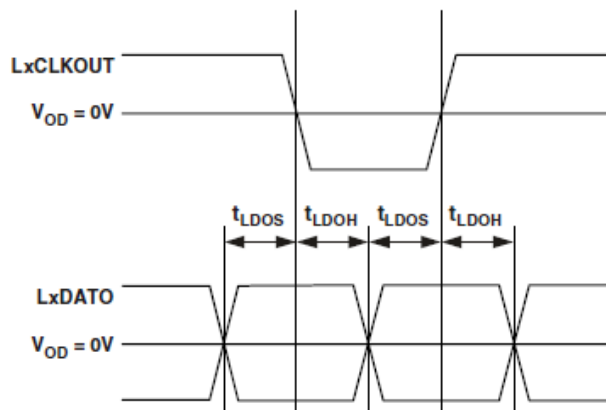 LxCLKOUT
VOD = 0V
tLDOS tLDOH tLDOS tLDOH
LxDATO
VOD = 0V